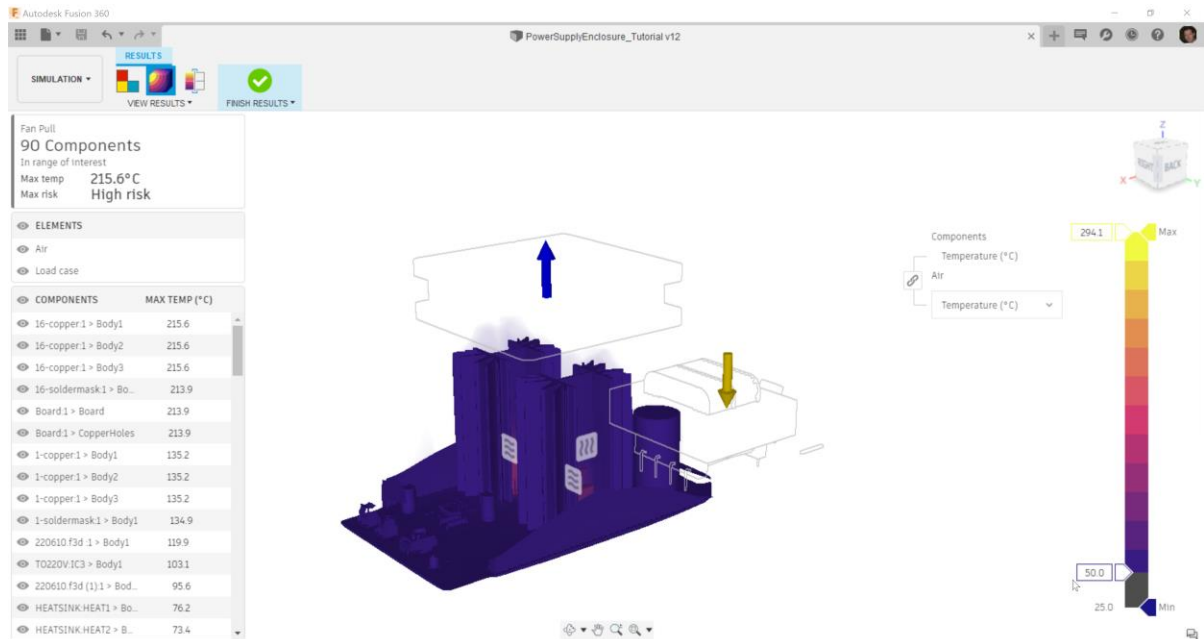 Autodesk Fusion 360
PowerSupplyEnclosure_Tutorial v12
RESULTS
SIMULATION
VIEW RESULTS
FINISH RESULTS
Fan Pull
90 Components
In range of interest
Max temp 215.6°C
Max risk High risk
ELEMENTS
Air
Load case
COMPONENTS MAX TEMP (°C)
16-copper:1 > Body1 215.6
16-copper:1 > Body2 215.6
16-copper:1 > Body3 215.6
16-soldermask:1 > Bo... 213.9
Board:1 > Board 213.9
Board:1 > CopperHoles 213.9
1-copper:1 > Body1 135.2
1-copper:1 > Body2 135.2
1-copper:1 > Body3 135.2
1-soldermask:1 > Body1 134.9
220610.f3d :1 > Body1 119.9
TO220V:IC3 > Body1 103.1
220610.f3d (1):1 > Bod... 95.6
HEATSINK:HEAT1 > Bo... 76.2
HEATSINK:HEAT2 > B... 73.4
Z
RIGHT
BACK
X
Y
Components
Temperature (°C)
Air
Temperature (°C)
294.1 Max
50.0
25.0 Min